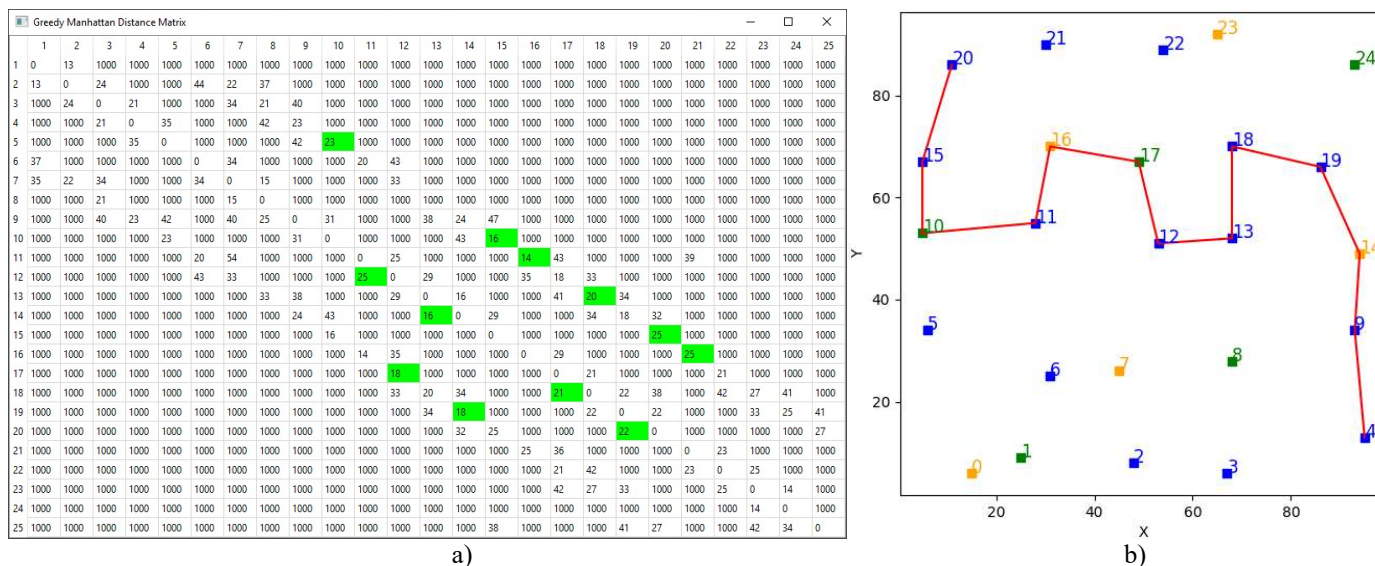 Greedy Manhattan Distance Matrix
1 2 3 4 5 6 7 8 9 10 11 12 13 14 15 16 17 18 19 20 21 22 23 24 25
1 0 13 1000 1000 1000 1000 1000 1000 1000 1000 1000 1000 1000 1000 1000 1000 1000 1000 1000 1000 1000 1000 1000 1000 1000
2 13 0 24 1000 1000 44 22 37 1000 1000 1000 1000 1000 1000 1000 1000 1000 1000 1000 1000 1000 1000 1000 1000 1000
3 1000 24 0 21 1000 1000 34 21 40 1000 1000 1000 1000 1000 1000 1000 1000 1000 1000 1000 1000 1000 1000 1000 1000
4 1000 1000 21 0 35 1000 1000 42 23 1000 1000 1000 1000 1000 1000 1000 1000 1000 1000 1000 1000 1000 1000 1000 1000
5 1000 1000 1000 35 0 1000 1000 1000 42 23 1000 1000 1000 1000 1000 1000 1000 1000 1000 1000 1000 1000 1000 1000 1000
6 37 1000 1000 1000 1000 0 34 1000 1000 1000 20 43 1000 1000 1000 1000 1000 1000 1000 1000 1000 1000 1000 1000 1000
7 35 22 34 1000 1000 34 0 15 1000 1000 1000 33 1000 1000 1000 1000 1000 1000 1000 1000 1000 1000 1000 1000 1000
8 1000 1000 21 1000 1000 1000 15 0 1000 1000 1000 1000 1000 1000 1000 1000 1000 1000 1000 1000 1000 1000 1000 1000 1000
9 1000 1000 40 23 42 1000 40 25 0 31 1000 1000 38 24 47 1000 1000 1000 1000 1000 1000 1000 1000 1000 1000
10 1000 1000 1000 1000 23 1000 1000 1000 31 0 1000 1000 1000 43 16 1000 1000 1000 1000 1000 1000 1000 1000 1000 1000
11 1000 1000 1000 1000 1000 20 54 1000 1000 1000 0 25 1000 1000 1000 14 43 1000 1000 1000 39 1000 1000 1000 1000
12 1000 1000 1000 1000 1000 43 33 1000 1000 1000 25 0 29 1000 1000 35 18 33 1000 1000 1000 1000 1000 1000 1000
13 1000 1000 1000 1000 1000 1000 1000 33 38 1000 1000 29 0 16 1000 1000 41 20 34 1000 1000 1000 1000 1000 1000
14 1000 1000 1000 1000 1000 1000 1000 1000 24 43 1000 1000 16 0 29 1000 1000 34 18 32 1000 1000 1000 1000 1000
15 1000 1000 1000 1000 1000 1000 1000 1000 1000 16 1000 1000 1000 1000 0 1000 1000 1000 1000 25 1000 1000 1000 1000 1000
16 1000 1000 1000 1000 1000 1000 1000 1000 1000 1000 14 35 1000 1000 1000 0 29 1000 1000 1000 25 1000 1000 1000 1000
17 1000 1000 1000 1000 1000 1000 1000 1000 1000 1000 1000 18 1000 1000 1000 1000 0 21 1000 1000 1000 21 1000 1000 1000
18 1000 1000 1000 1000 1000 1000 1000 1000 1000 1000 1000 33 20 34 1000 1000 21 0 22 38 1000 42 27 41 1000
19 1000 1000 1000 1000 1000 1000 1000 1000 1000 1000 1000 1000 34 18 1000 1000 1000 22 0 22 1000 1000 33 25 41
20 1000 1000 1000 1000 1000 1000 1000 1000 1000 1000 1000 1000 1000 32 25 1000 1000 1000 22 0 1000 1000 1000 1000 27
21 1000 1000 1000 1000 1000 1000 1000 1000 1000 1000 1000 1000 1000 1000 1000 25 36 1000 1000 1000 0 23 1000 1000 1000
22 1000 1000 1000 1000 1000 1000 1000 1000 1000 1000 1000 1000 1000 1000 1000 1000 21 42 1000 1000 23 0 25 1000 1000
23 1000 1000 1000 1000 1000 1000 1000 1000 1000 1000 1000 1000 1000 1000 1000 1000 42 27 33 1000 1000 25 0 14 1000
24 1000 1000 1000 1000 1000 1000 1000 1000 1000 1000 1000 1000 1000 1000 1000 1000 1000 1000 1000 1000 1000 1000 14 0 1000
25 1000 1000 1000 1000 1000 1000 1000 1000 1000 1000 1000 1000 1000 1000 38 1000 1000 1000 41 27 1000 1000 42 34 0
a)
23
21
22
20
24
80
16
17
18
15
19
60
10
11
12
13
14
Y
40
5
9
8
7
6
20
4
1
2
3
0
20 40 60 80
X
b)